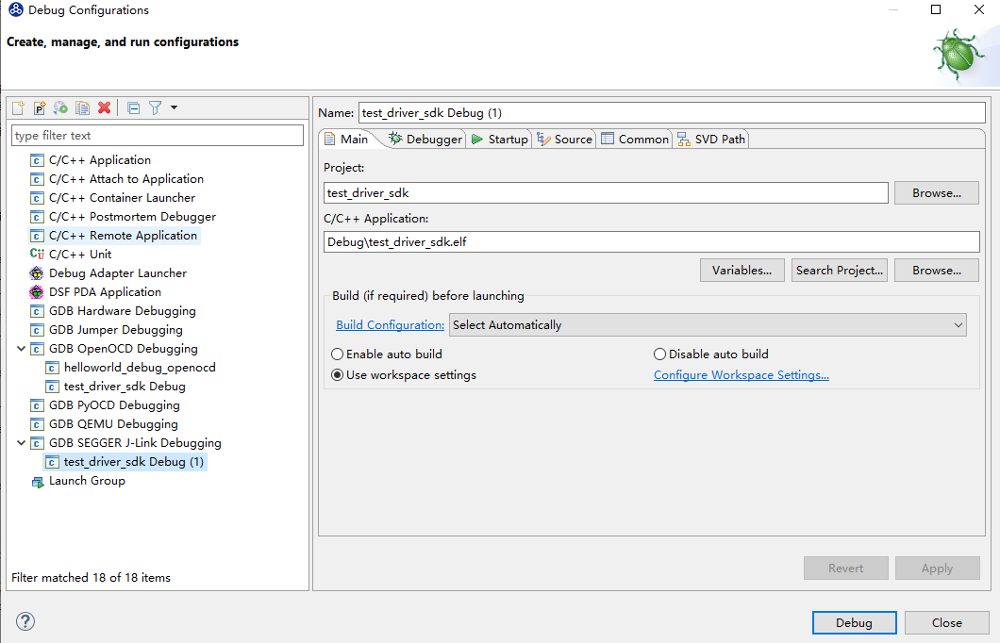 Debug Configurations
Create, manage, and run configurations
type filter text
C/C++ Application
C/C++ Attach to Application
C/C++ Container Launcher
C/C++ Postmortem Debugger
C/C++ Remote Application
C/C++ Unit
Debug Adapter Launcher
DSF PDA Application
GDB Hardware Debugging
GDB Jumper Debugging
GDB OpenOCD Debugging
helloworld_debug_openocd
test_driver_sdk Debug
GDB PyOCD Debugging
GDB QEMU Debugging
GDB SEGGER J-Link Debugging
test_driver_sdk Debug (1)
Launch Group
Filter matched 18 of 18 items
Name: test_driver_sdk Debug (1)
Main Debugger Startup Source Common SVD Path
Project:
test_driver_sdk Browse...
C/C++ Application:
Debug\test_driver_sdk.elf
Variables... Search Project... Browse...
Build (if required) before launching
Build Configuration: Select Automatically
Enable auto build Disable auto build
Use workspace settings Configure Workspace Settings...
Revert Apply
Debug Close